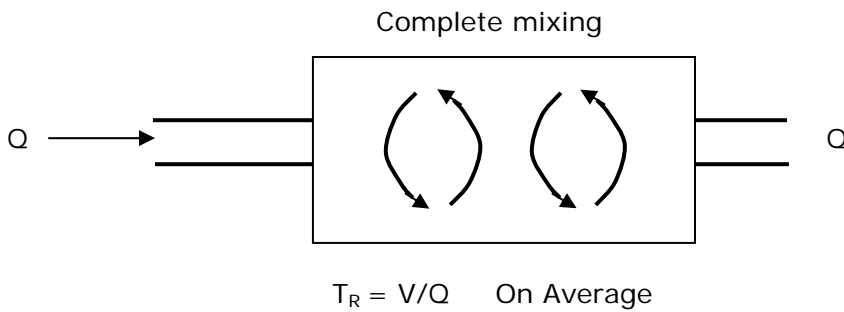 Complete mixing
Q Q
T_R = V/Q On Average